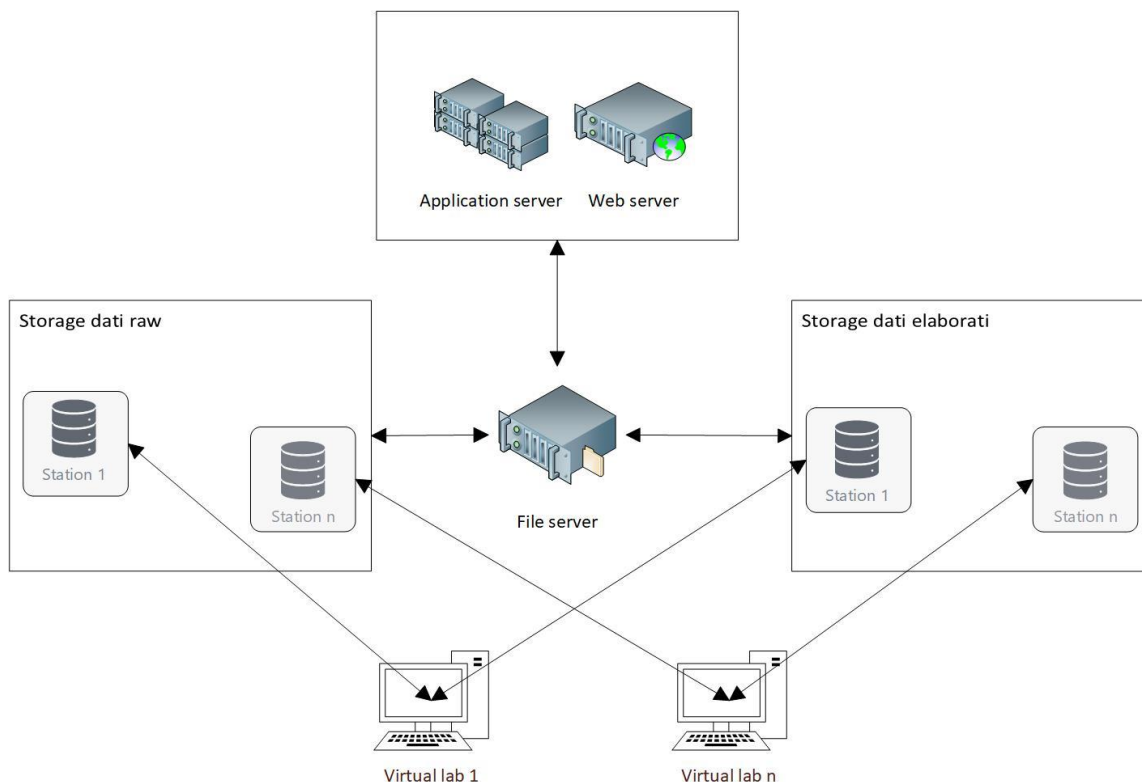 Application server
Web server
Storage dati raw
Storage dati elaborati
Station 1
Station n
File server
Station 1
Station n
Virtual lab 1
Virtual lab n